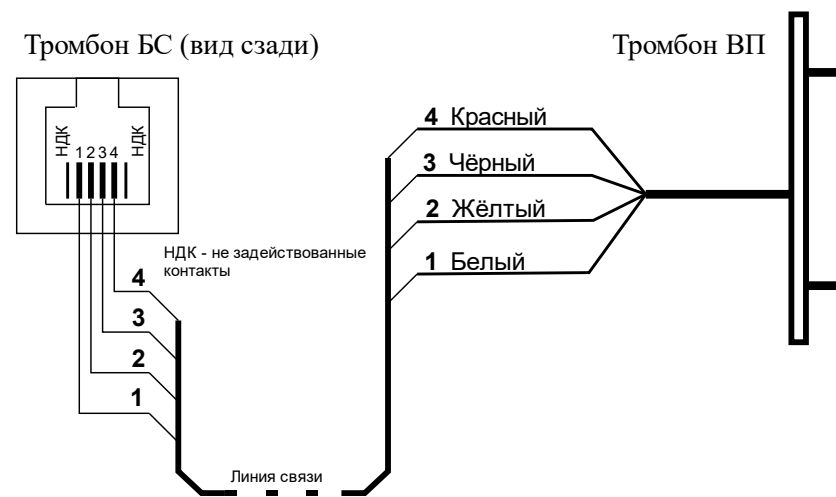 Тромбон БС (вид сзади)
Тромбон ВП
НДК 1234 НДК
4 Красный
3 Чёрный
2 Жёлтый
1 Белый
НДК - не задействованные
контакты
4
3
2
1
Линия связи